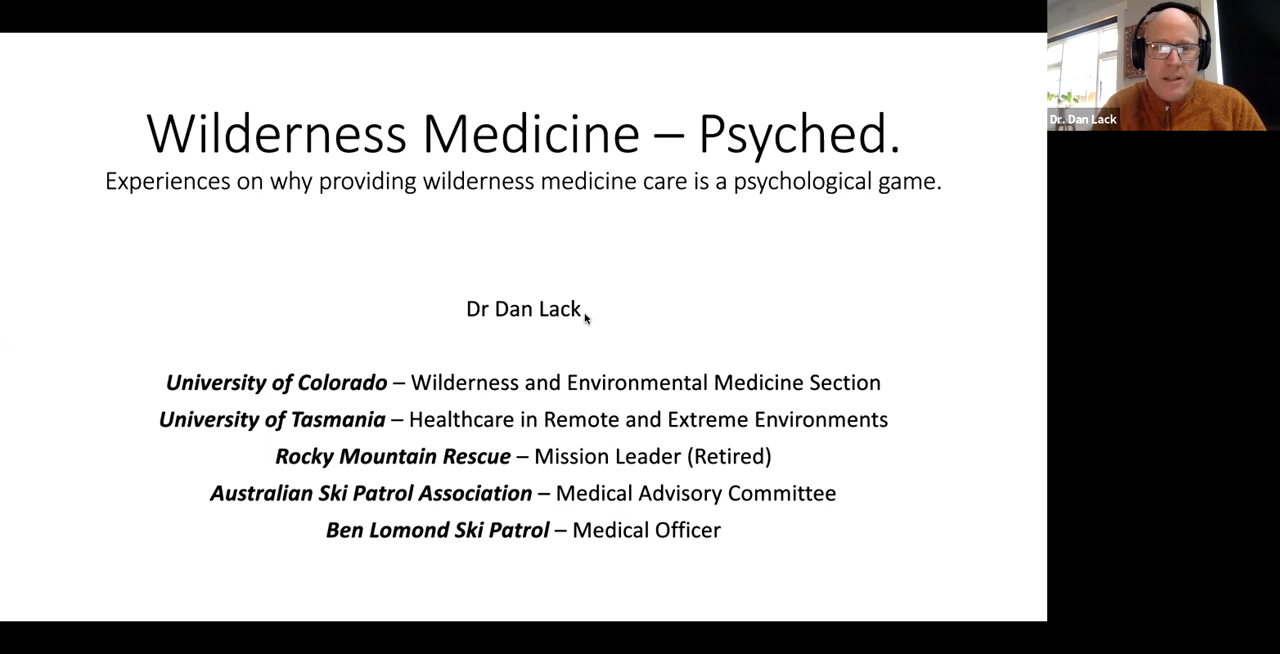 Wilderness Medicine – Psyched.
Experiences on why providing wilderness medicine care is a psychological game.
Dr Dan Lack
University of Colorado – Wilderness and Environmental Medicine Section
University of Tasmania – Healthcare in Remote and Extreme Environments
Rocky Mountain Rescue – Mission Leader (Retired)
Australian Ski Patrol Association – Medical Advisory Committee
Ben Lomond Ski Patrol – Medical Officer
Dr. Dan Lack